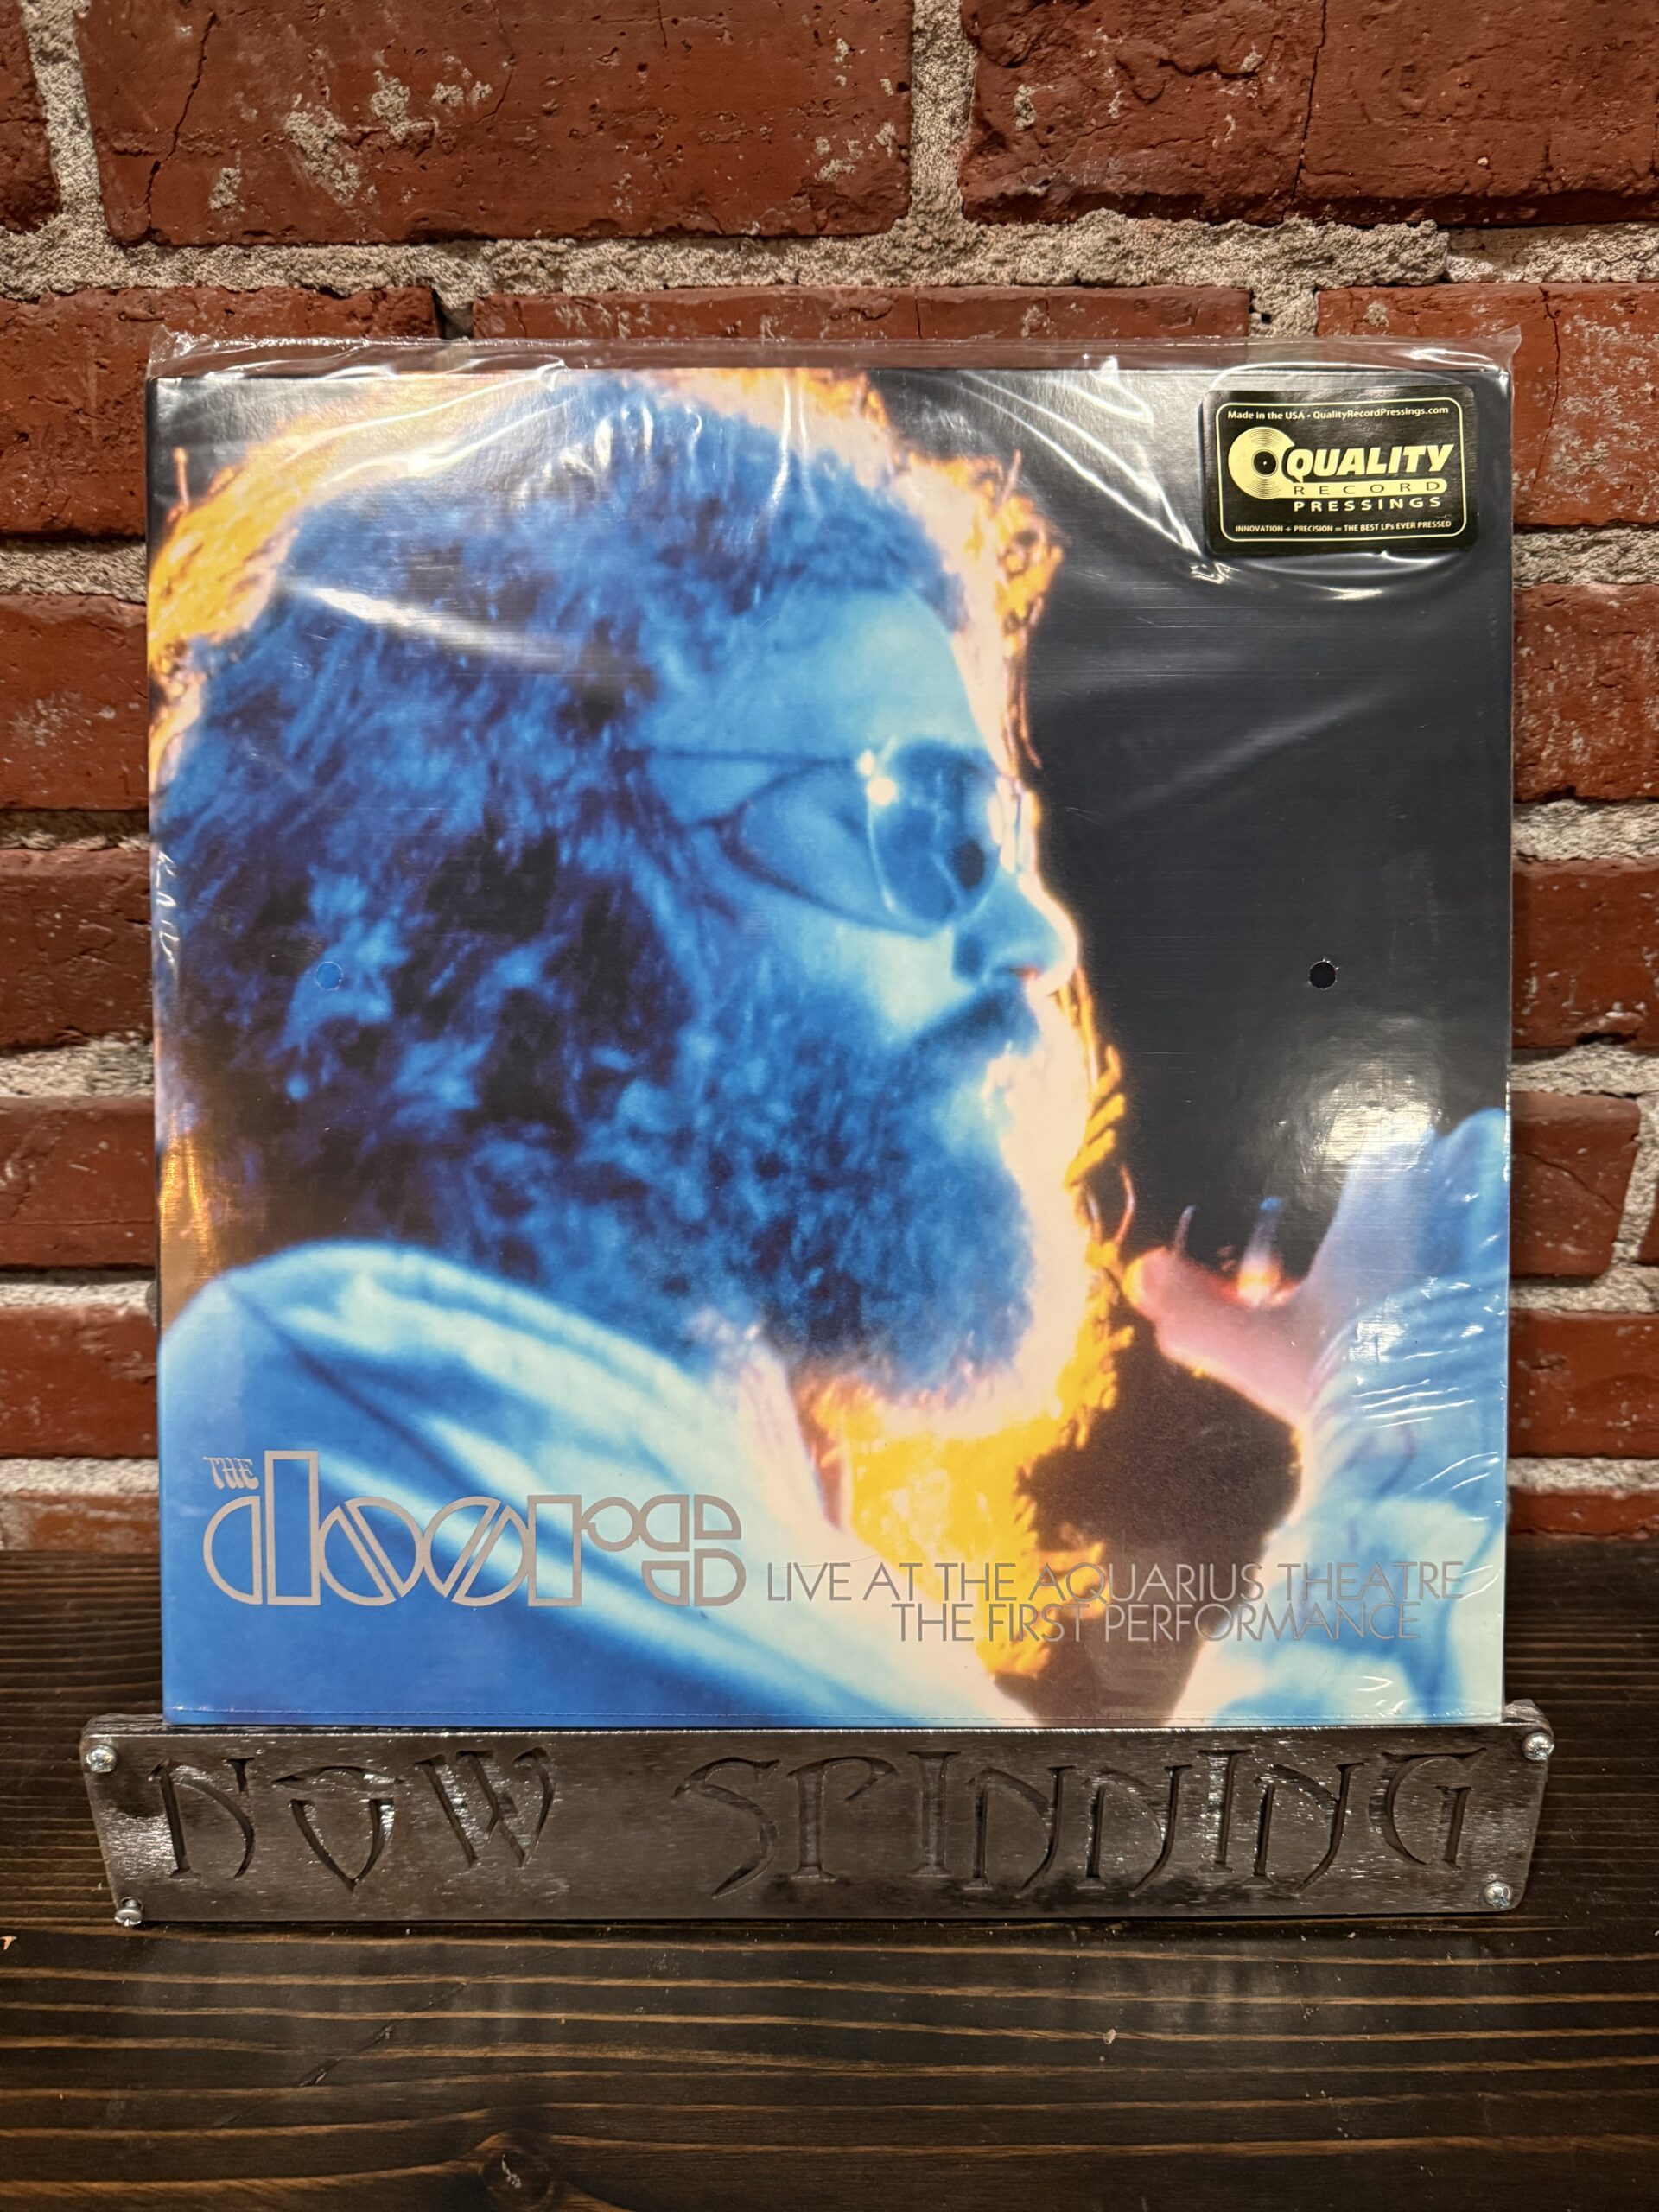 Made in the USA • QualityRecordPressings.com
QUALITY
RECORD
PRESSINGS
INNOVATION + PRECISION = THE BEST LPs EVER PRESSED
THE
doors
LIVE AT THE AQUARIUS THEATRE
THE FIRST PERFORMANCE
NOW SPINNING